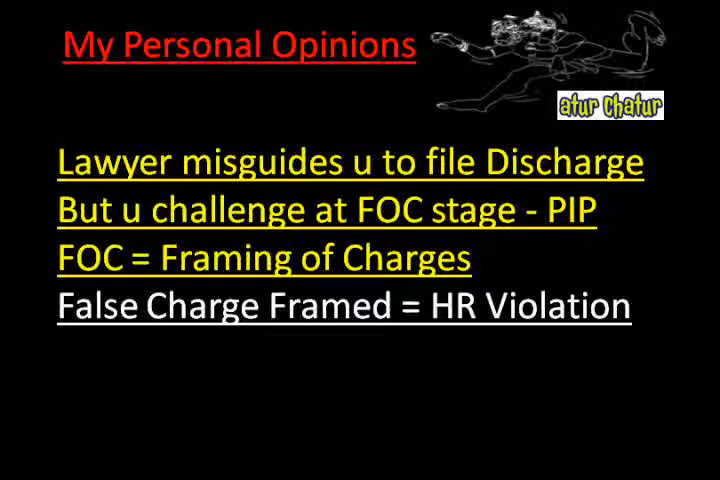 My Personal Opinions
atur chatur
Lawyer misguides u to file Discharge
But u challenge at FOC stage - PIP
FOC = Framing of Charges
False Charge Framed = HR Violation